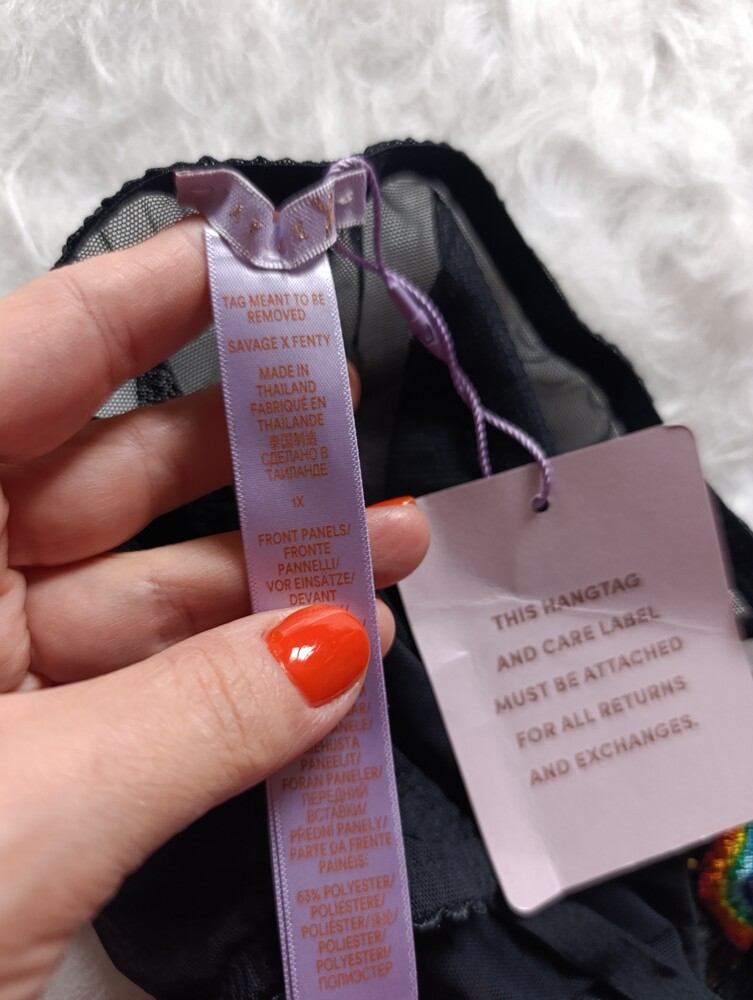 TAG MEANT TO BE
REMOVED
SAVAGE X FENTY
MADE IN
THAILAND
FABRIQUÉ EN
THAÏLANDE
泰国制造
СДЕЛАНО В
ТАИЛАНДЕ
1X
FRONT PANELS/
FRONTE
PANNELLI/
VOR EINSÄTZE/
DEVANT
PANEELIT/
FORAN PANELER/
ПЕРЕДНИЙ
ВСТАВКИ/
PŘEDNÍ PANELY/
PARTE DA FRENTE
PAINÉIS:
63% POLYESTER/
POLIESTERE/
POLIÉSTER/涤纶/
POLIESTER/
POLYESTERI/
ПОЛИЭСТЕР
THIS HANGTAG
AND CARE LABEL
MUST BE ATTACHED
FOR ALL RETURNS
AND EXCHANGES.